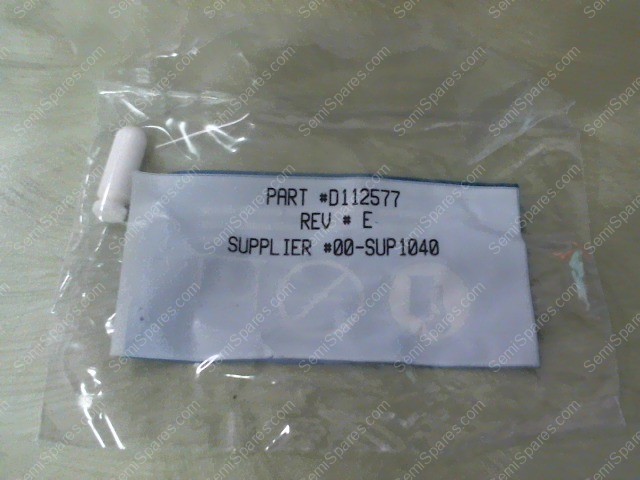 PART #D112577
REV # E
SUPPLIER #00-SUP1040
SemiSpares.com